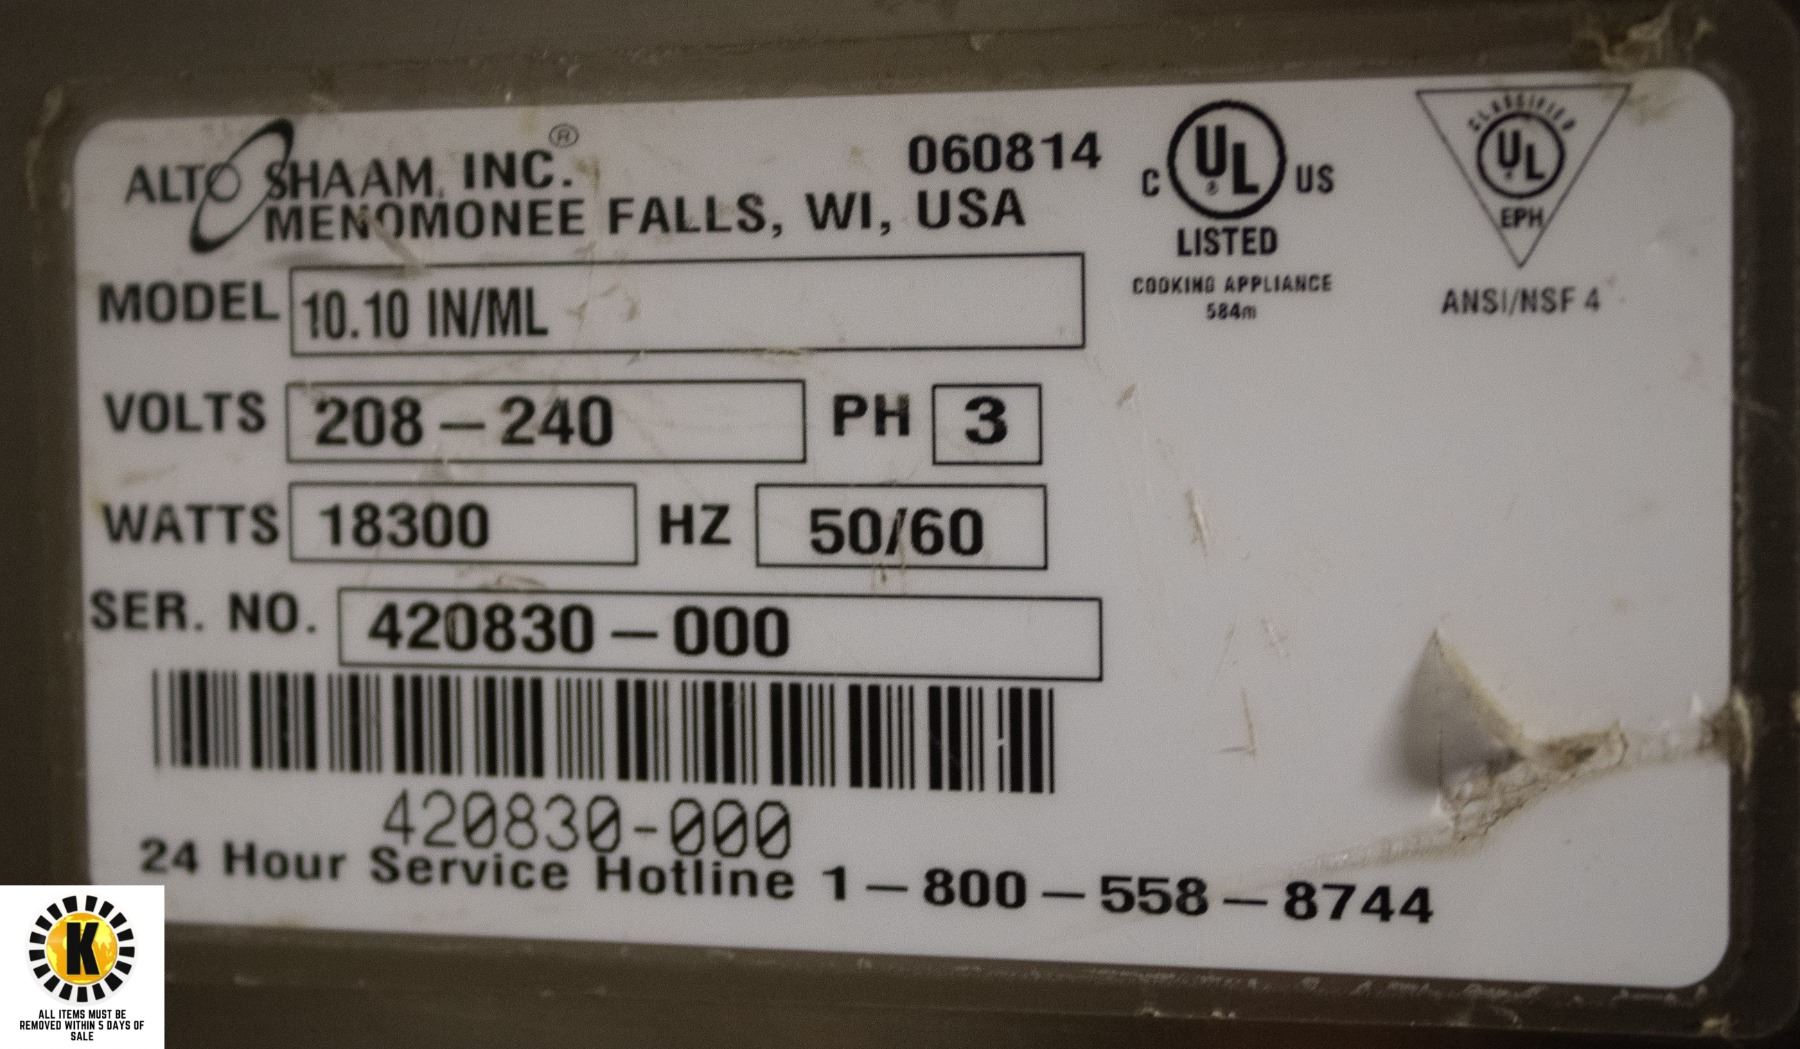 ALTO SHAAM, INC.®
060814
MENOMONEE FALLS, WI, USA
MODEL 10.10 IN/ML
VOLTS 208-240 PH 3
WATTS 18300 HZ 50/60
SER. NO. 420830-000
420830-000
24 Hour Service Hotline 1-800-558-8744
C UL® US
LISTED
COOKING APPLIANCE
584m
CLASSIFIED
UL
EPH
ANSI/NSF 4
K
ALL ITEMS MUST BE
REMOVED WITHIN 5 DAYS OF
SALE